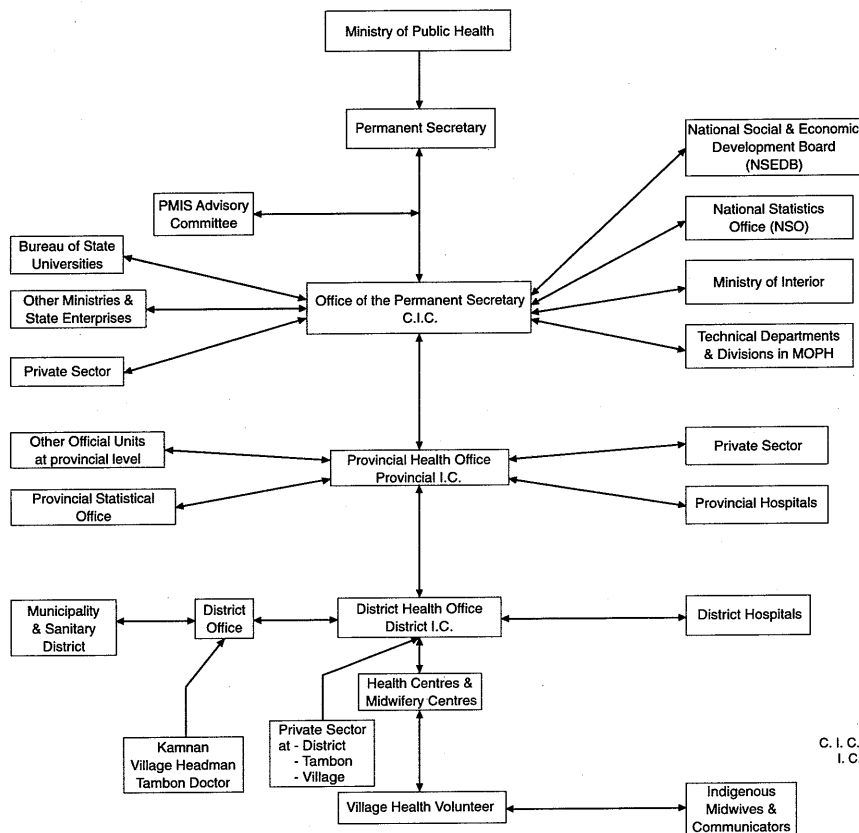 Ministry of Public Health
Permanent Secretary
National Social & Economic
Development Board
(NSEDB)
PMIS Advisory
Committee
National Statistics
Office (NSO)
Bureau of State
Universities
Ministry of Interior
Other Ministries &
State Enterprises
Office of the Permanent Secretary
C.I.C.
Technical Departments
& Divisions in MOPH
Private Sector
Other Official Units
at provincial level
Private Sector
Provincial Health Office
Provincial I.C.
Provincial Statistical
Office
Provincial Hospitals
Municipality
& Sanitary
District
District
Office
District Health Office
District I.C.
District Hospitals
Health Centres &
Midwifery Centres
Kamnan
Village Headman
Tambon Doctor
Private Sector
at - District
- Tambon
- Village
C. I. C.
I. C.
Village Health Volunteer
Indigenous
Midwives &
Communicators